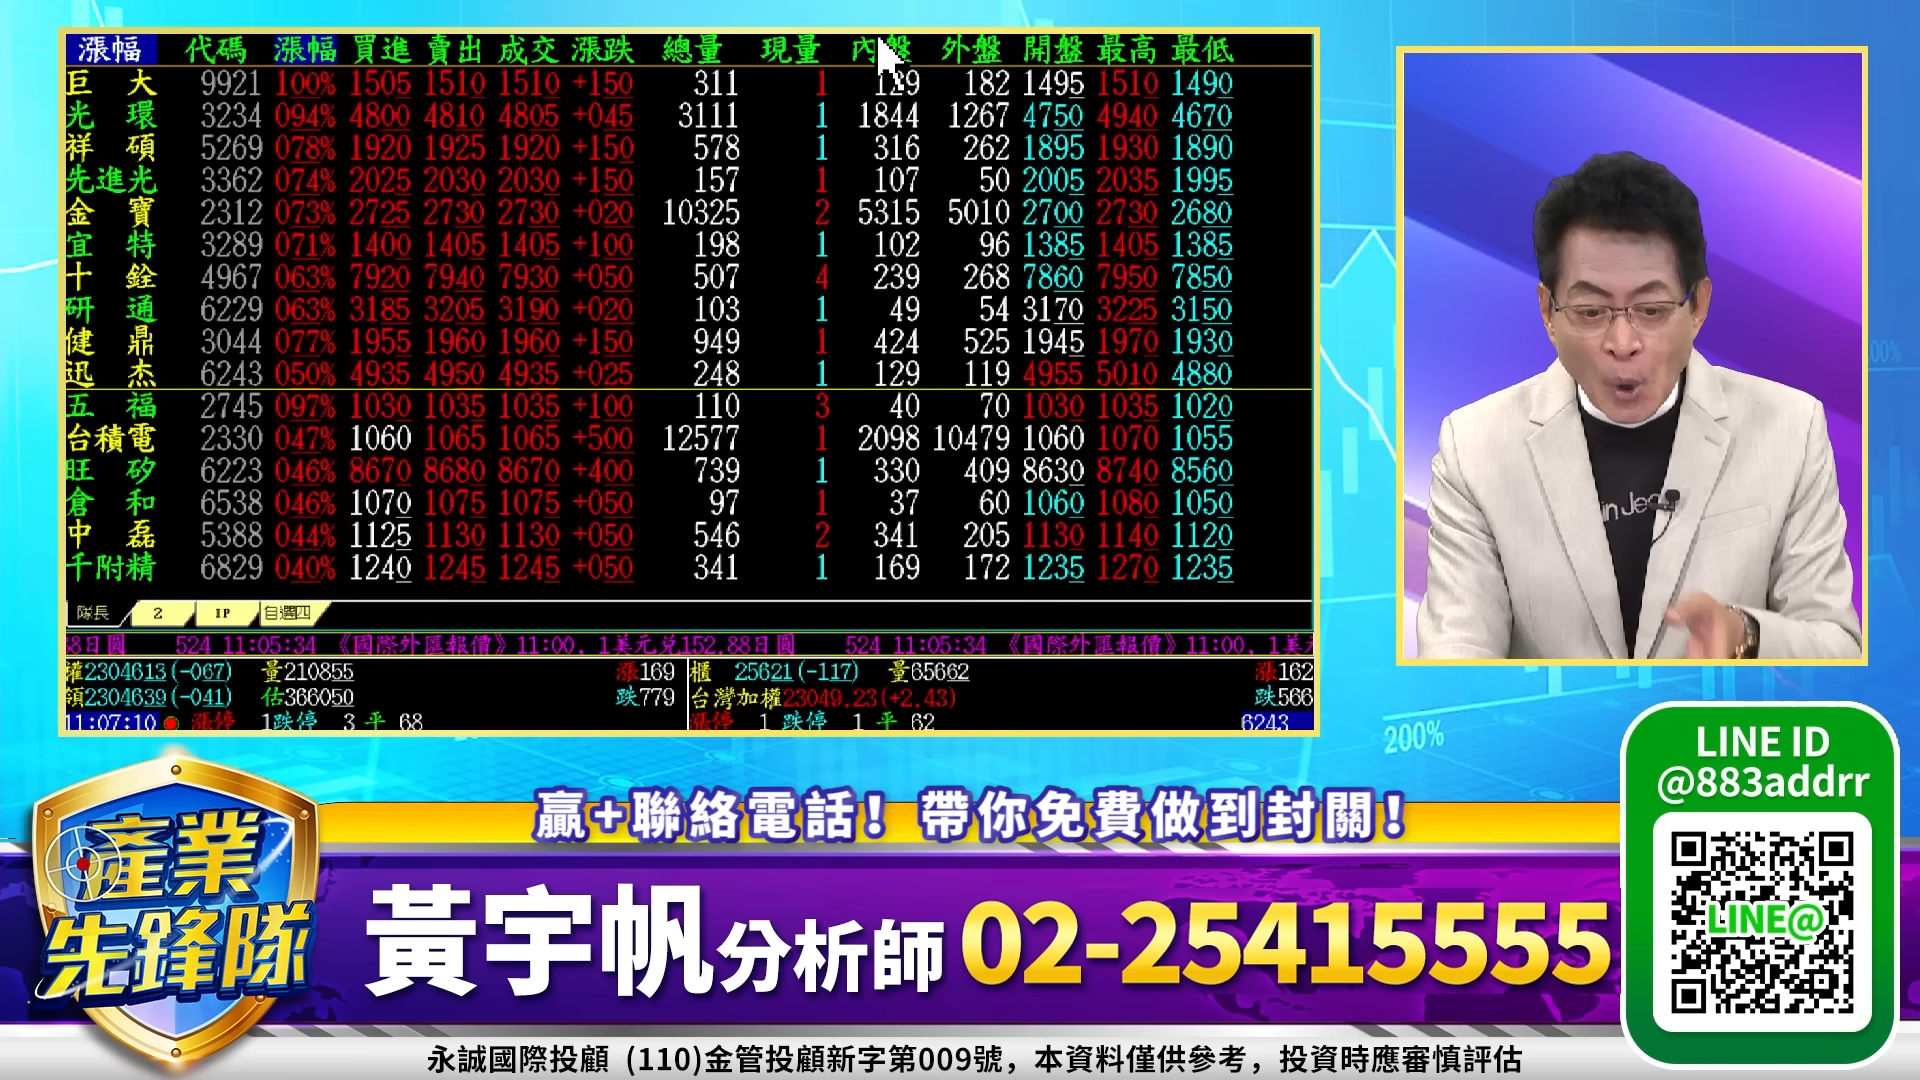 漲幅 代碼 漲幅 買進 賣出 成交 漲跌 總量 現量 內盤 外盤 開盤 最高 最低
巨大 9921 100% 1505 1510 1510 +150 311 1 129 182 1495 1510 1490
光環 3234 094% 4800 4810 4805 +045 3111 1 1844 1267 4750 4940 4670
祥碩 5269 078% 1920 1925 1920 +150 578 1 316 262 1895 1930 1890
先進光 3362 074% 2025 2030 2030 +150 157 1 107 50 2005 2035 1995
金寶 2312 073% 2725 2730 2730 +020 10325 2 5315 5010 2700 2730 2680
宜特 3289 071% 1400 1405 1405 +100 198 1 102 96 1385 1405 1385
十銓 4967 063% 7920 7940 7930 +050 507 4 239 268 7860 7950 7850
研通 6229 063% 3185 3205 3190 +020 103 1 49 54 3170 3225 3150
健鼎 3044 077% 1955 1960 1960 +150 949 1 424 525 1945 1970 1930
迅杰 6243 050% 4935 4950 4935 +025 248 1 129 119 4955 5010 4880
五福 2745 097% 1030 1035 1035 +100 110 3 40 70 1030 1035 1020
台積電 2330 047% 1060 1065 1065 +500 12577 1 2098 10479 1060 1070 1055
旺矽 6223 046% 8670 8680 8670 +400 739 1 330 409 8630 8740 8560
倉和 6538 046% 1070 1075 1075 +050 97 1 37 60 1060 1080 1050
中磊 5388 044% 1125 1130 1130 +050 546 2 341 205 1130 1140 1120
千附精 6829 040% 1240 1245 1245 +050 341 1 169 172 1235 1270 1235
隊長 2 IP 自選四
8日圓 524 11:05:34《國際外匯報價》11:00, 1美元兌152.88日圓 524 11:05:34《國際外匯報價》11:00, 1美元
權2304613(-067) 量210855 漲169 櫃 25621(-117) 量65662 漲162
領2304639(-041) 估366050 跌779 台灣加權23049.23(+2.43) 跌566
11:07:10 漲停 1跌停 3平 68 漲停 1跌停 1平 62 6243
in Je
200%
LINE ID
@883addrr
LINE@
贏+聯絡電話！帶你免費做到封關！
產業先鋒隊
黃宇帆分析師 02-25415555
永誠國際投顧 (110)金管投顧新字第009號，本資料僅供參考，投資時應審慎評估